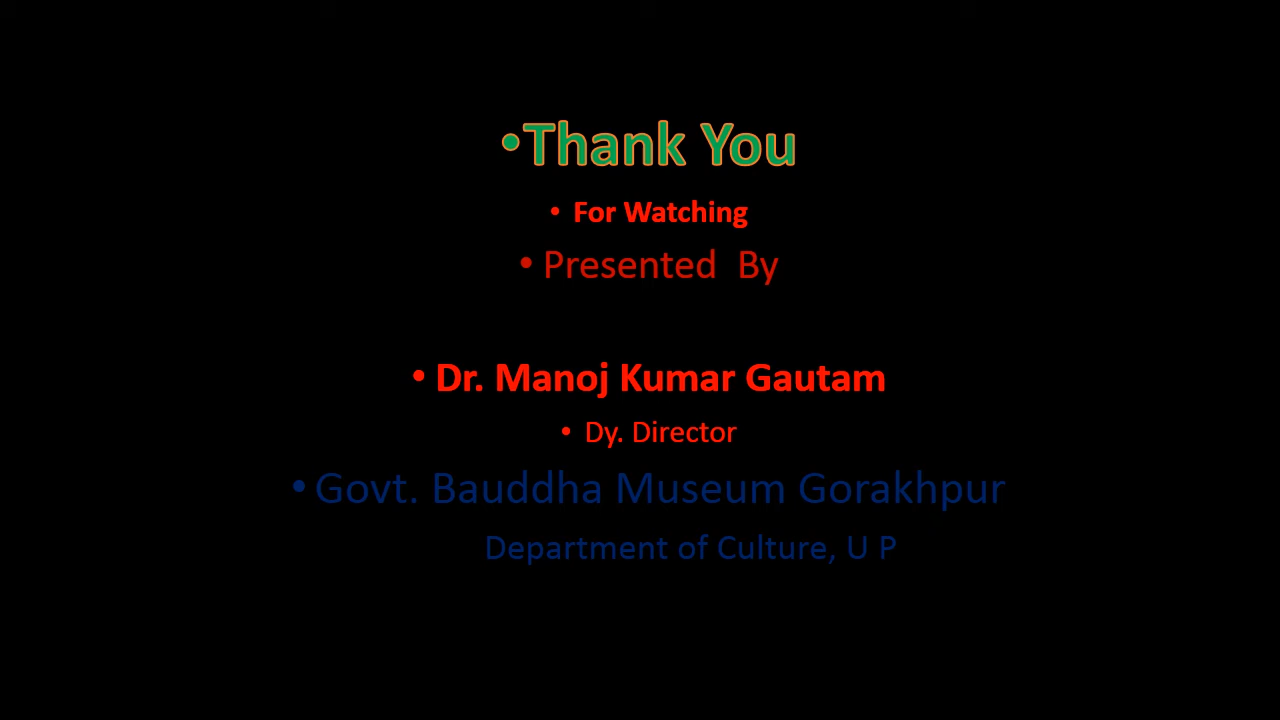 •Thank You
• For Watching
• Presented By
• Dr. Manoj Kumar Gautam
• Dy. Director
• Govt. Bauddha Museum Gorakhpur
Department of Culture, U P